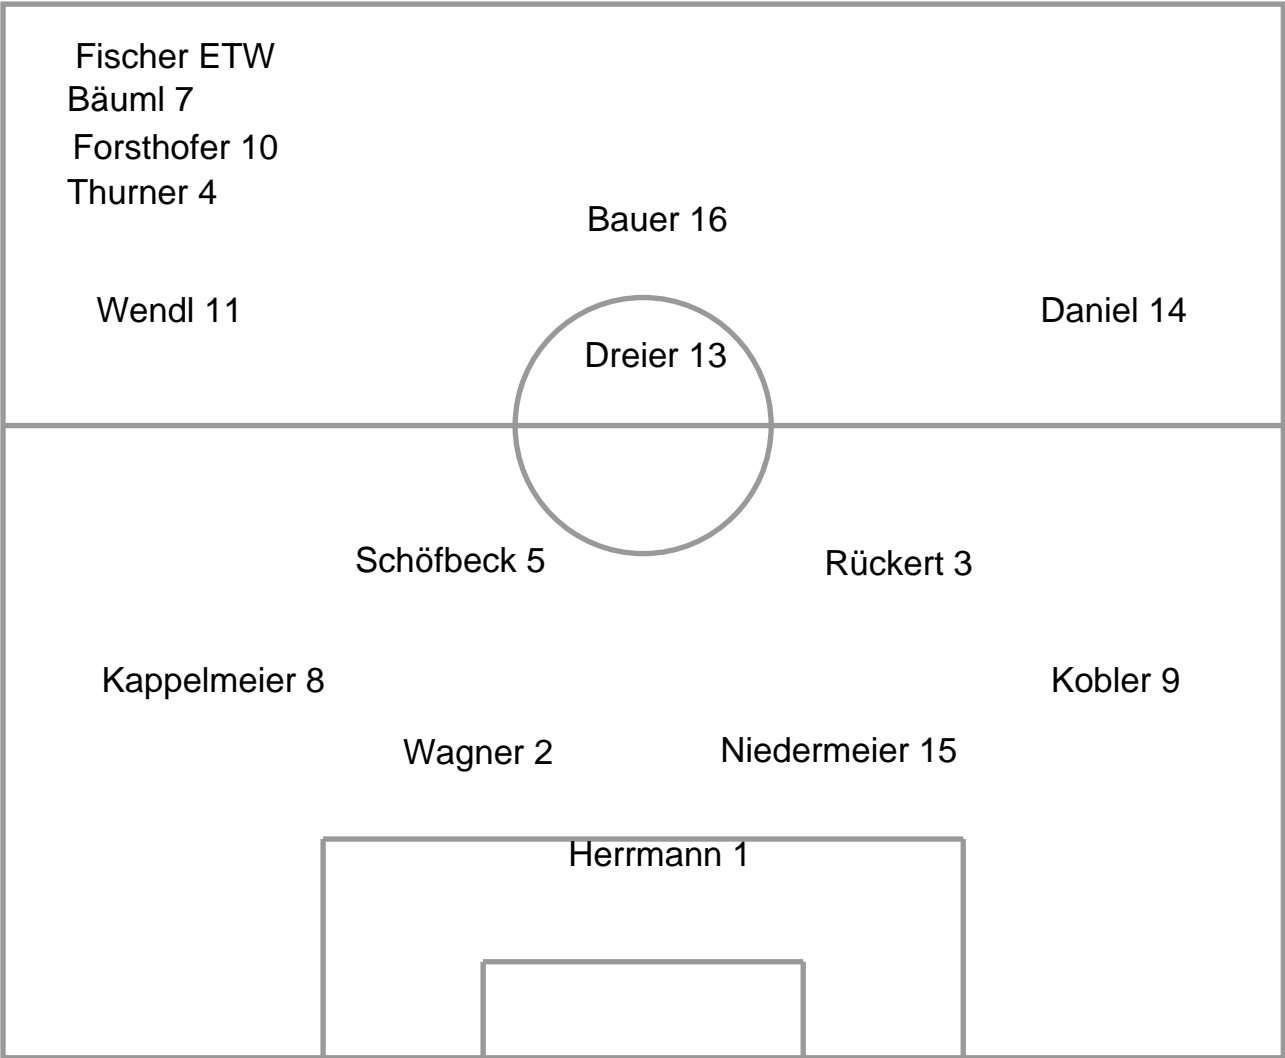 Fischer ETW
Bäuml 7
Forsthofer 10
Thurner 4
Bauer 16
Wendl 11
Daniel 14
Dreier 13
Schöfbeck 5
Rückert 3
Kappelmeier 8
Kobler 9
Wagner 2
Niedermeier 15
Herrmann 1